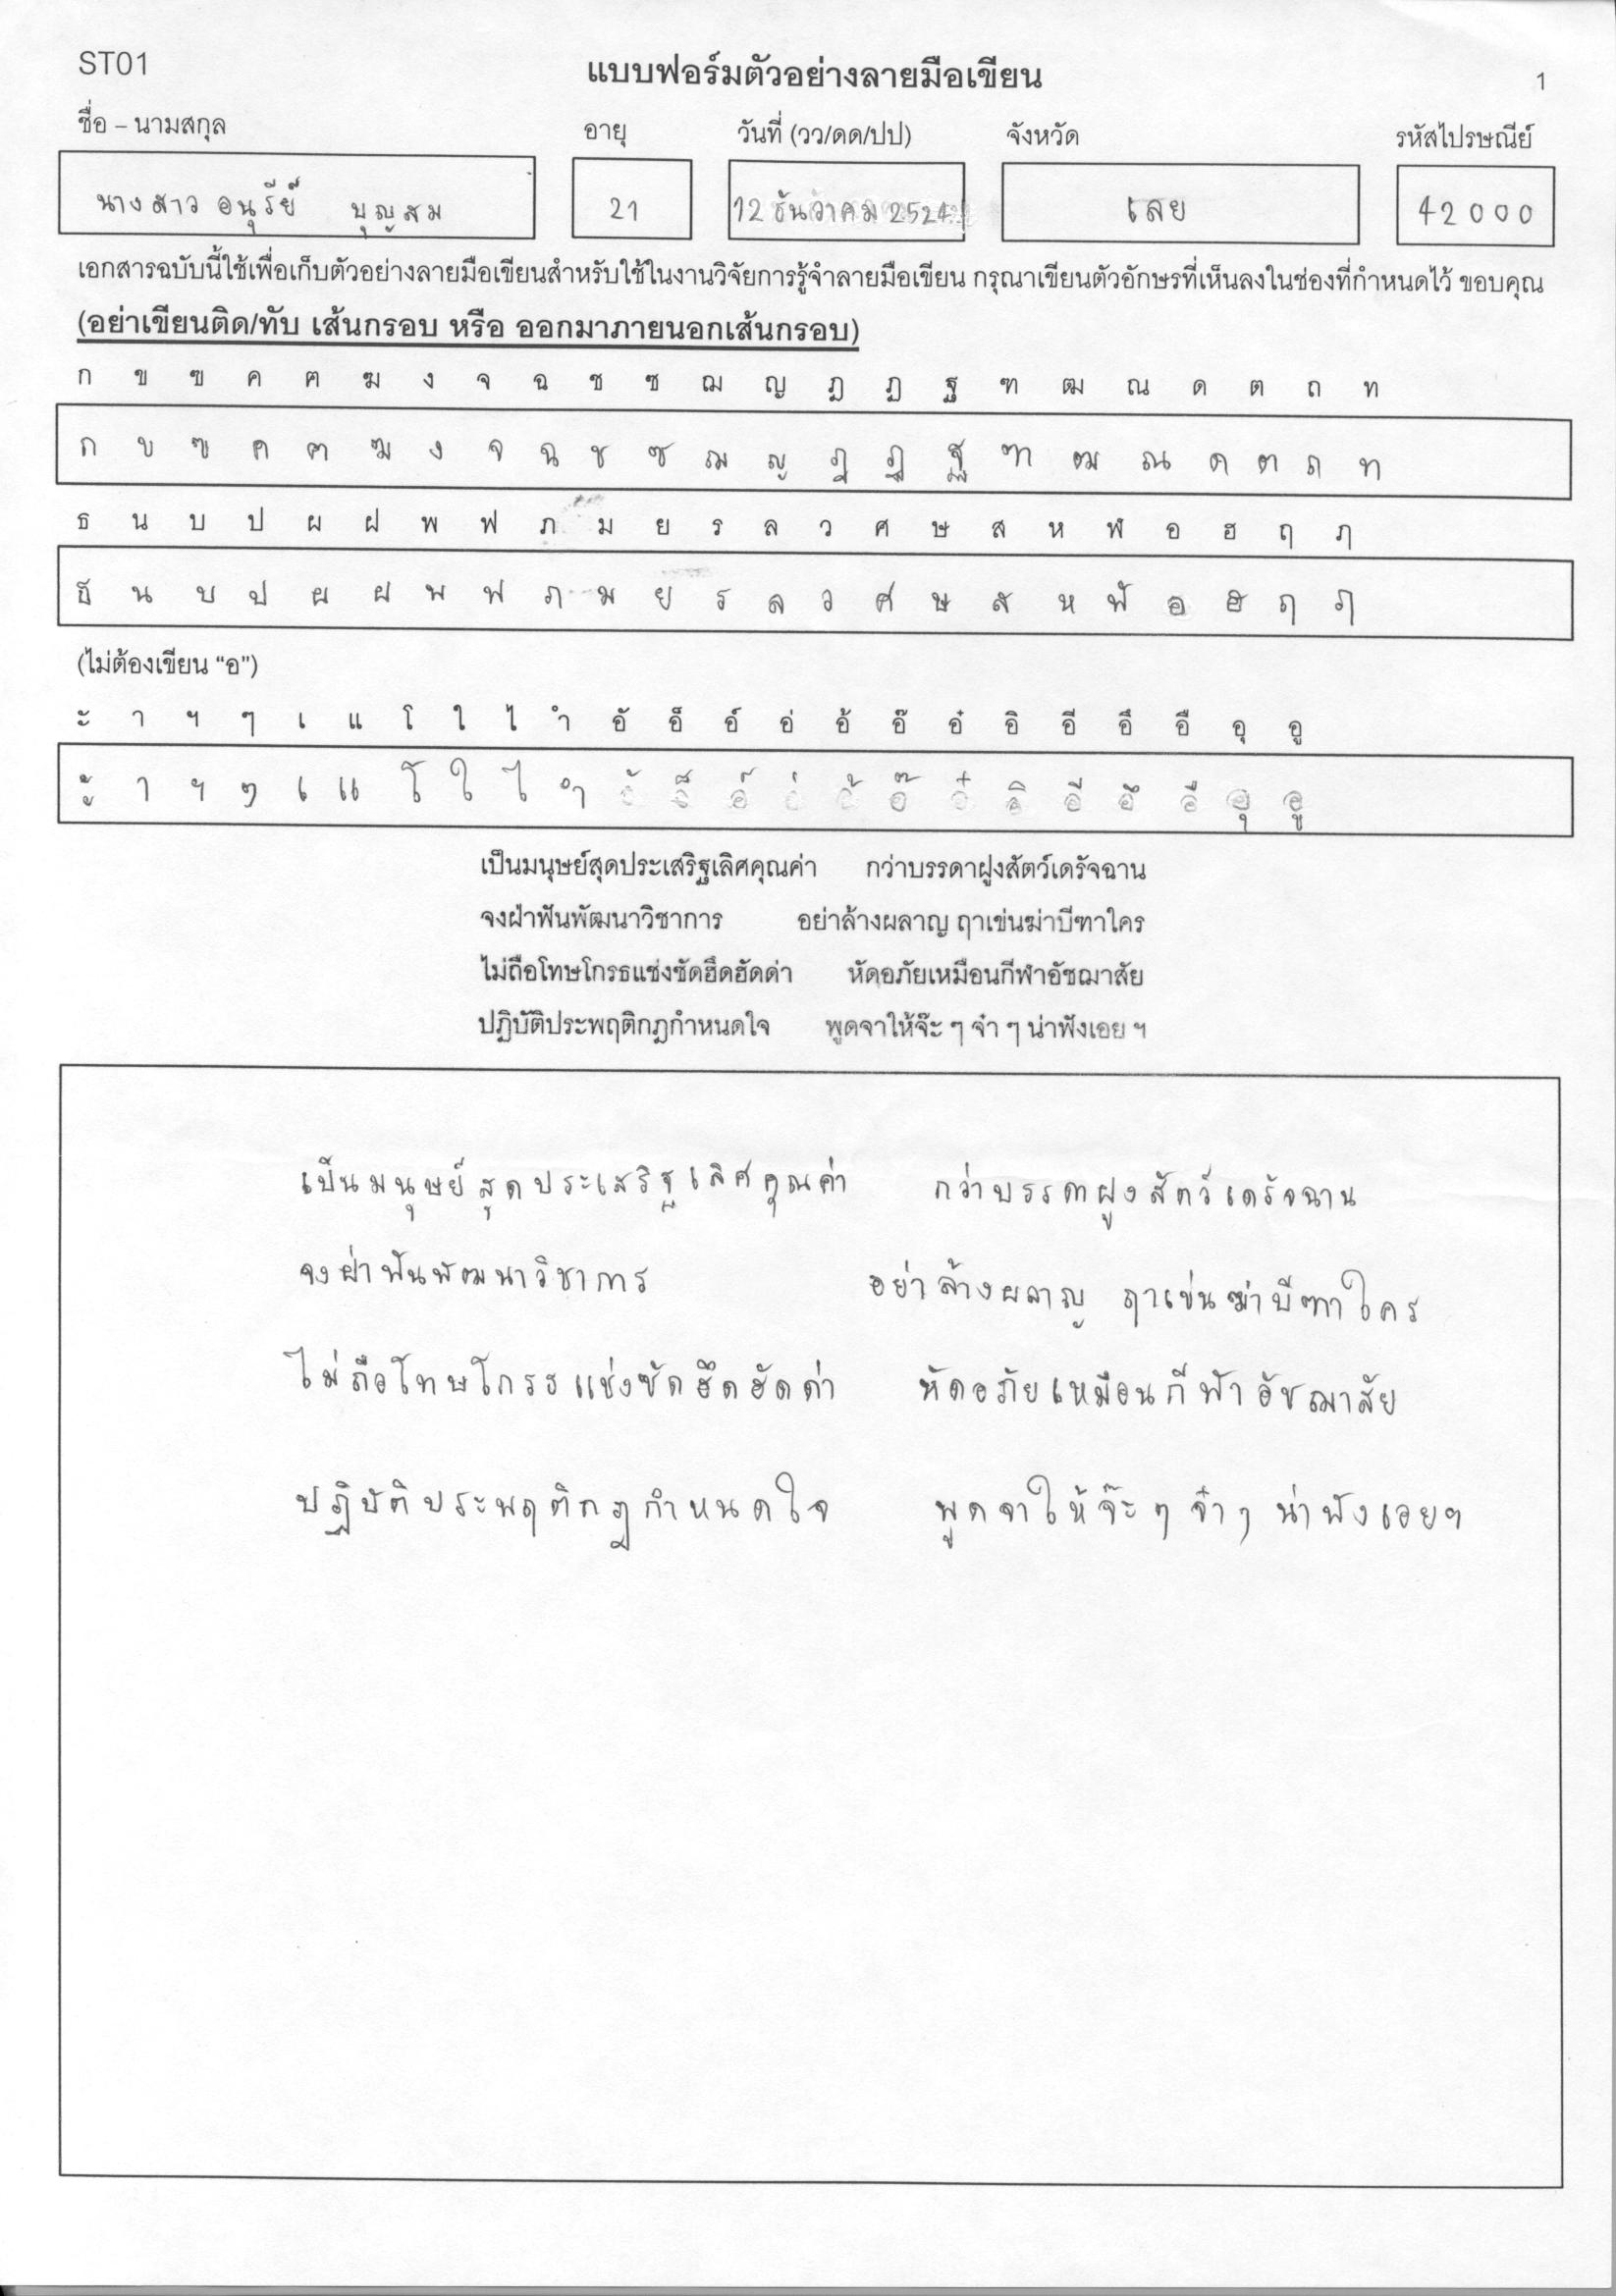 ST01
แบบฟอร์มตัวอย่างลายมือเขียน
1
ชื่อ – นามสกุล อายุ วันที่ (วว/ดด/ปป) จังหวัด รหัสไปรษณีย์
นางสาว อนุรีย์ บุญสม 21 12 ธันวาคม 2524 เลย 42000
เอกสารฉบับนี้ใช้เพื่อเก็บตัวอย่างลายมือเขียนสำหรับใช้ในงานวิจัยการรู้จำลายมือเขียน กรุณาเขียนตัวอักษรที่เห็นลงในช่องที่กำหนดไว้ ขอบคุณ
(อย่าเขียนติด/ทับ เส้นกรอบ หรือ ออกมาภายนอกเส้นกรอบ)
ก ข ฃ ค ฅ ฆ ง จ ฉ ช ซ ฌ ญ ฎ ฏ ฐ ฑ ฒ ณ ด ต ถ ท
ก ข ฃ ค ฅ ฆ ง จ ฉ ช ซ ฌ ญ ฎ ฏ ฐ ฑ ฒ ณ ด ต ถ ท
ธ น บ ป ผ ฝ พ ฟ ภ ม ย ร ล ว ศ ษ ส ห ฬ อ ฮ ฤ ฦ
ธ น บ ป ผ ฝ พ ฟ ภ ม ย ร ล ว ศ ษ ส ห ฬ อ ฮ ฤ ฦ
(ไม่ต้องเขียน “อ”)
ะ า ฯ ๆ เ แ โ ใ ไ ำ อั อ็ อ์ อ่ อ้ อ๊ อ๋ อิ อี อึ อื อุ อู
ะ า ฯ ๆ เ แ โ ใ ไ ำ อั อ็ อ์ อ่ อ้ อ๊ อ๋ อิ อี อึ อื อุ อู
เป็นมนุษย์สุดประเสริฐเลิศคุณค่า กว่าบรรดาฝูงสัตว์เดรัจฉาน
จงฝ่าฟันพัฒนาวิชาการ อย่าล้างผลาญ ฤาเข่นฆ่าบีฑาใคร
ไม่ถือโทษโกรธแช่งซัดฮึดฮัดด่า หัดอภัยเหมือนกีฬาอัชฌาสัย
ปฏิบัติประพฤติกฎกำหนดใจ พูดจาให้จ๊ะ ๆ จ๋า ๆ น่าฟังเอย ฯ
เป็นมนุษย์สุดประเสริฐเลิศคุณค่า กว่าบรรดาฝูงสัตว์เดรัจฉาน
จงฝ่าฟันพัฒนาวิชาการ อย่าล้างผลาญ ฤาเข่นฆ่าบีฑาใคร
ไม่ถือโทษโกรธแช่งซัดฮึดฮัดด่า หัดอภัยเหมือนกีฬาอัชฌาสัย
ปฏิบัติประพฤติกฎกำหนดใจ พูดจาให้จ๊ะ ๆ จ๋า ๆ น่าฟังเอยฯ